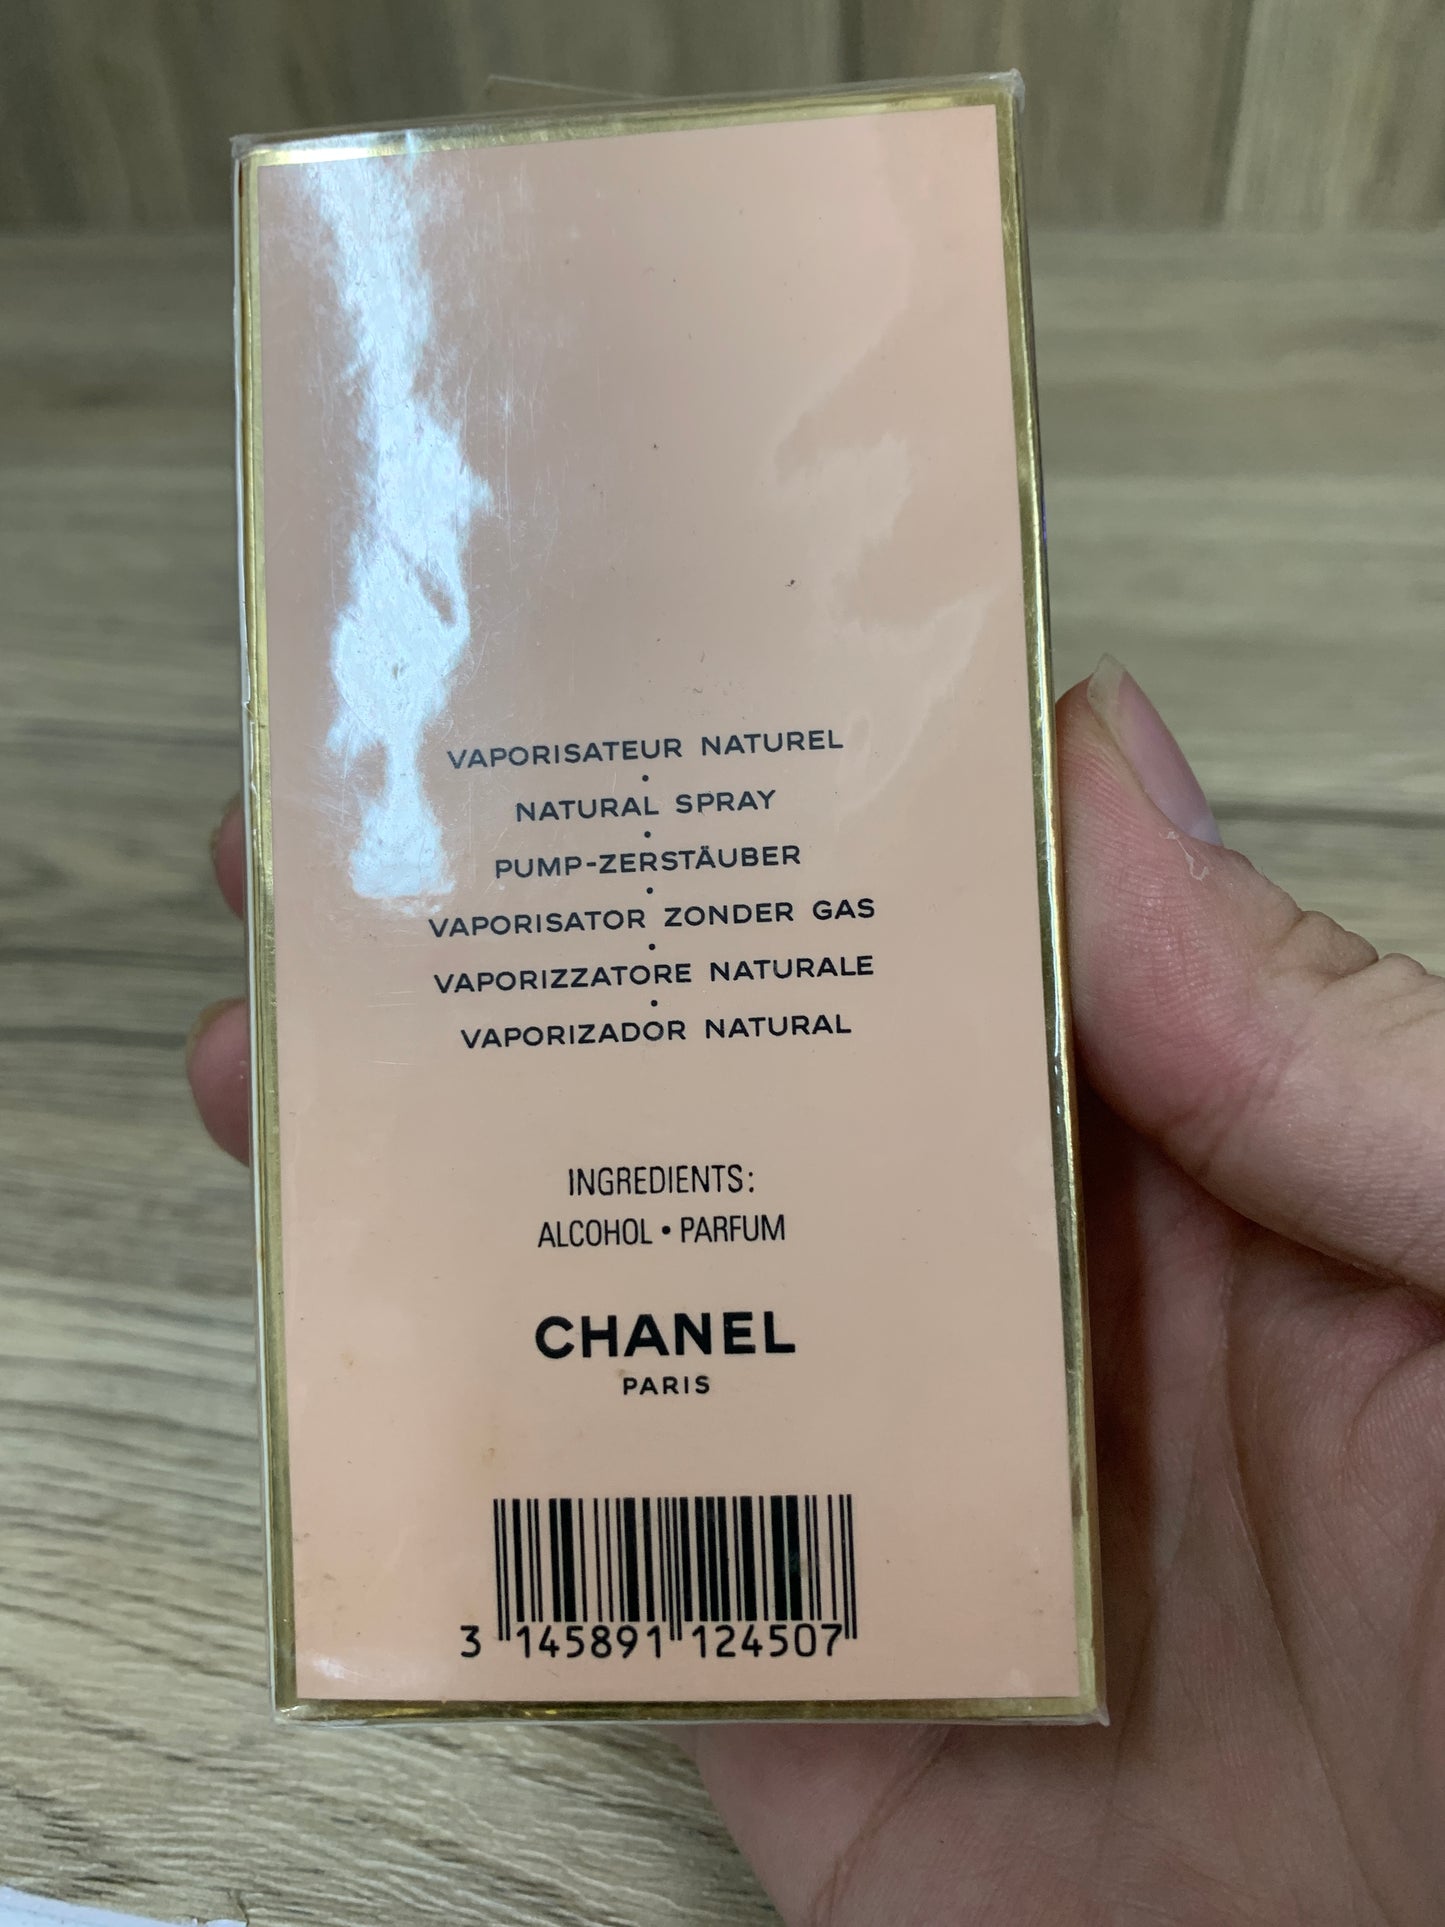 VAPORISATEUR NATUREL
•
NATURAL SPRAY
•
PUMP-ZERSTÄUBER
•
VAPORISATOR ZONDER GAS
•
VAPORIZZATORE NATURALE
•
VAPORIZADOR NATURAL
INGREDIENTS:
ALCOHOL • PARFUM
CHANEL
PARIS
3 145891 124507